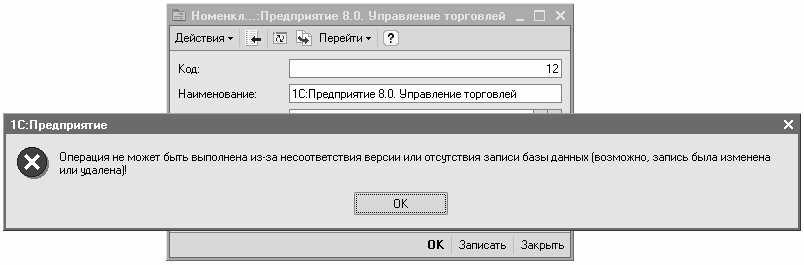 Номенкл...:Предприятие 8.0. Управление торговлей
Действия Перейти ?
Код: 12
Наименование: 1С:Предприятие 8.0. Управление торговлей
1С:Предприятие
Операция не может быть выполнена из-за несоответствия версии или отсутствия записи базы данных (возможно, запись была изменена
или удалена)!
ОК
ОК Записать Закрыть